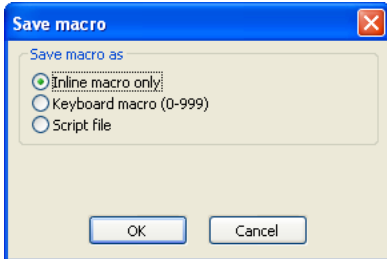 Save macro
Save macro as
Inline macro only
Keyboard macro (0-999)
Script file
OK
Cancel